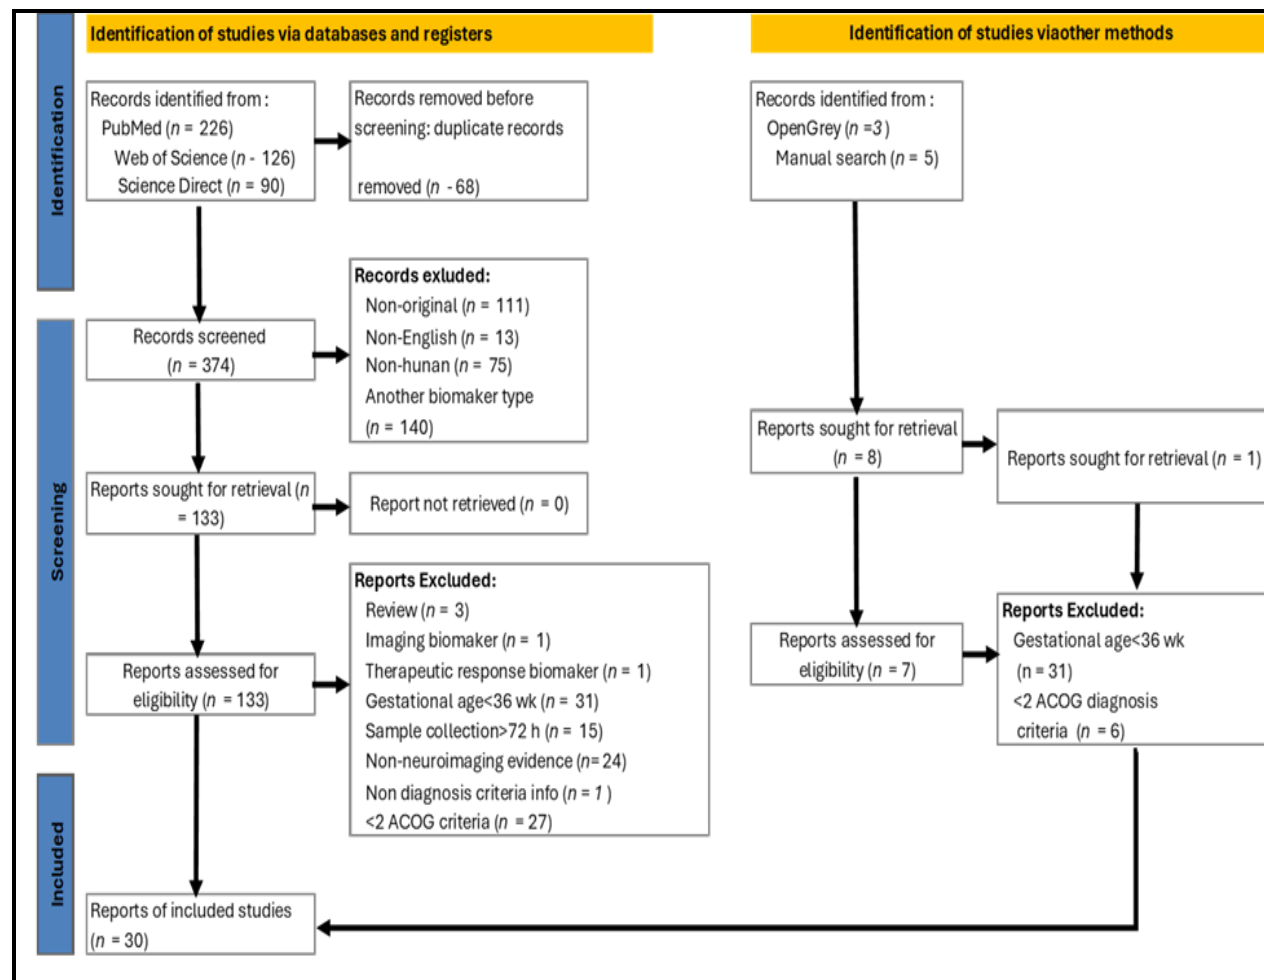 Identification of studies via databases and registers
Identification of studies viaother methods
Identification
Records identified from :
PubMed (n = 226)
Web of Science (n - 126)
Science Direct (n = 90)
Records removed before
screening: duplicate records
removed (n - 68)
Records identified from :
OpenGrey (n =3 )
Manual search (n = 5)
Records exluded:
Non-original (n = 111)
Non-English (n = 13)
Non-hunan (n = 75)
Another biomaker type
(n = 140)
Screening
Records screened
(n = 374)
Reports sought for retrieval (n
= 133)
Report not retrieved (n = 0)
Reports sought for retrieval
(n = 8)
Reports sought for retrieval (n = 1)
Reports assessed for
eligibility (n = 133)
Reports Excluded:
Review (n = 3)
Imaging biomaker (n = 1)
Therapeutic response biomaker (n = 1)
Gestational age<36 wk (n = 31)
Sample collection>72 h (n = 15)
Non-neuroimaging evidence (n= 24)
Non diagnosis criteria info (n = 1 )
<2 ACOG criteria (n = 27)
Reports assessed for
eligibility (n = 7)
Reports Excluded:
Gestational age<36 wk
(n = 31)
<2 ACOG diagnosis
criteria (n = 6)
Included
Reports of included studies
(n = 30)